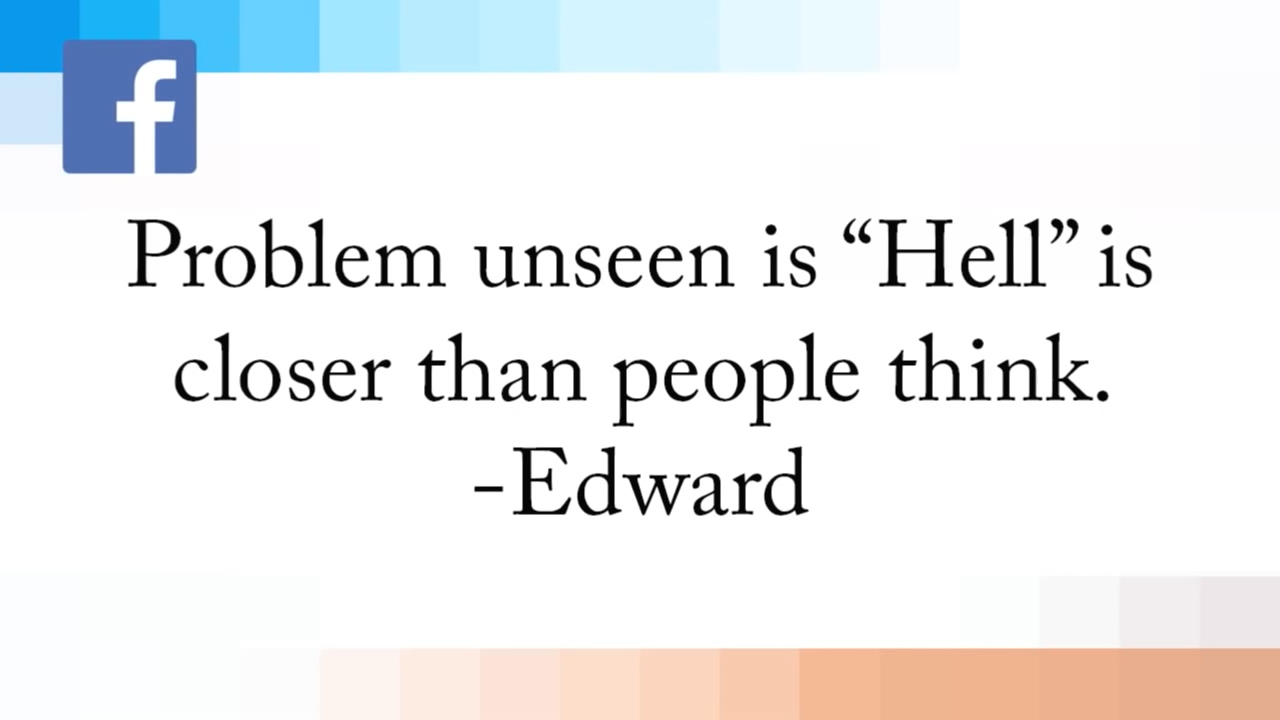 Problem unseen is “Hell” is
closer than people think.
-Edward